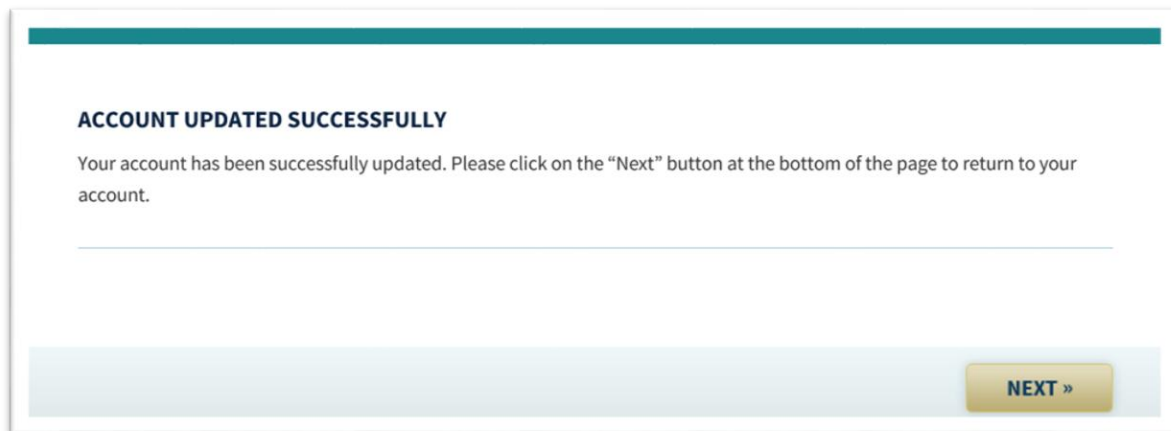 ACCOUNT UPDATED SUCCESSFULLY
Your account has been successfully updated. Please click on the “Next” button at the bottom of the page to return to your
account.
NEXT »